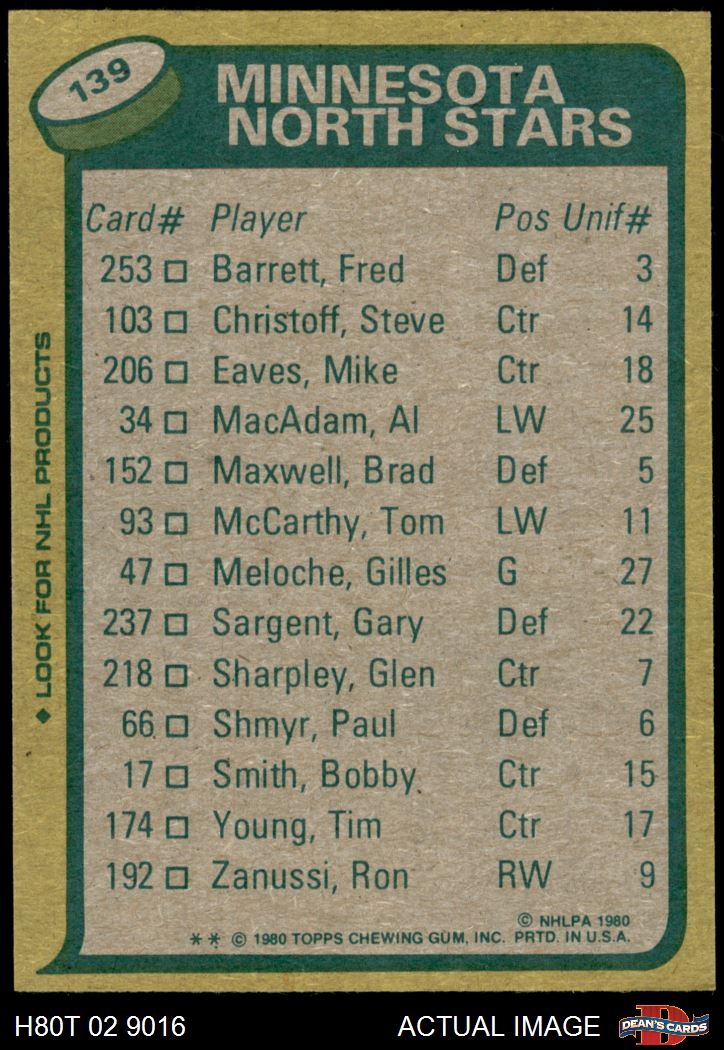 139
MINNESOTA
NORTH STARS
Card# Player Pos Unif#
253 □ Barrett, Fred Def 3
103 □ Christoff, Steve Ctr 14
206 □ Eaves, Mike Ctr 18
34 □ MacAdam, Al LW 25
152 □ Maxwell, Brad Def 5
93 □ McCarthy, Tom LW 11
47 □ Meloche, Gilles G 27
237 □ Sargent, Gary Def 22
218 □ Sharpley, Glen Ctr 7
66 □ Shmyr, Paul Def 6
17 □ Smith, Bobby Ctr 15
174 □ Young, Tim Ctr 17
192 □ Zanussi, Ron RW 9
© NHLPA 1980
** © 1980 TOPPS CHEWING GUM, INC. PRTD. IN U.S.A.
◆ LOOK FOR NHL PRODUCTS
H80T 02 9016 ACTUAL IMAGE
D
DEAN'S CARDS